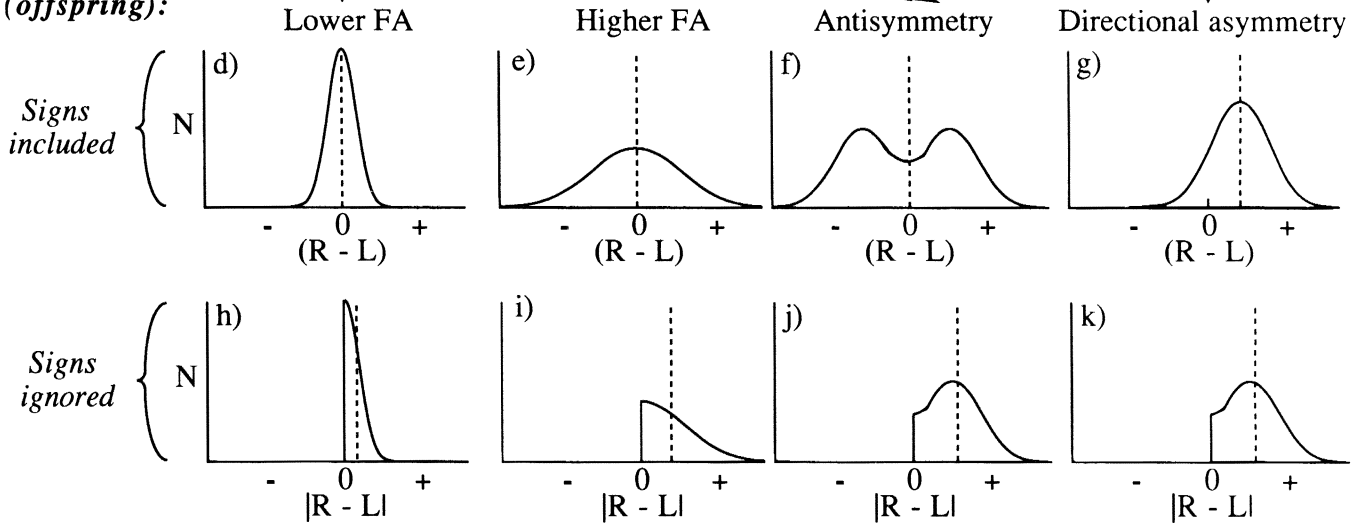 (offspring):
Lower FA Higher FA Antisymmetry Directional asymmetry
d) e) f) g)
Signs
included
N
- 0 + - 0 + - 0 + - 0 +
(R - L) (R - L) (R - L) (R - L)
h) i) j) k)
Signs
ignored
N
- 0 + - 0 + - 0 + - 0 +
|R - L| |R - L| |R - L| |R - L|